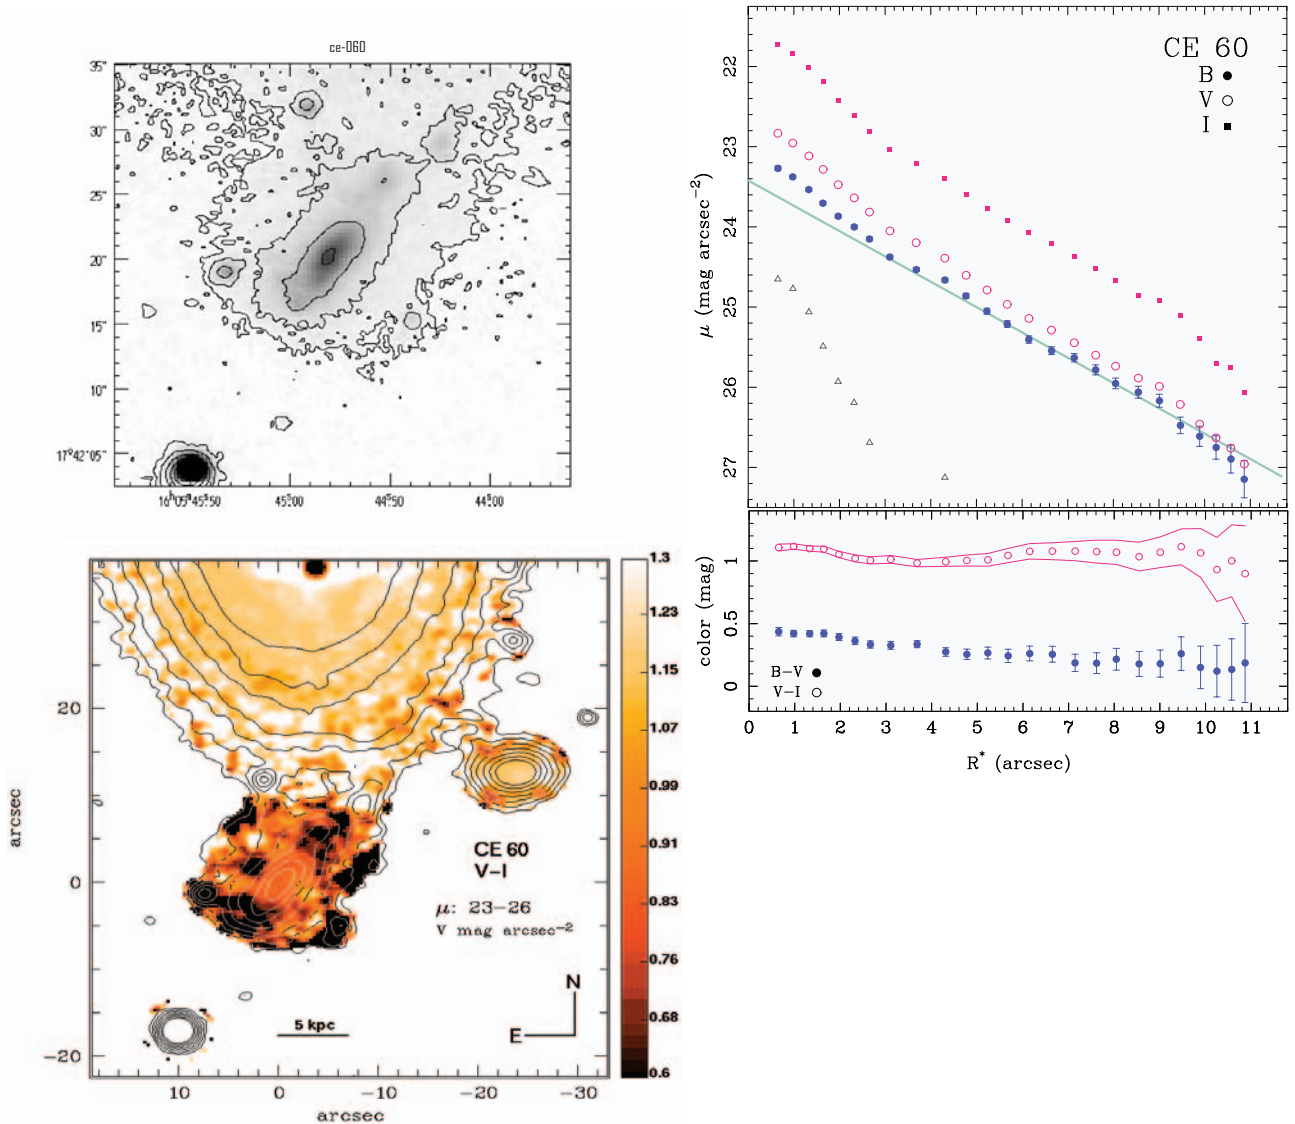 ce-060
35"
30"
25"
20"
15"
10"
17°42'05"
16h05m45s50
45s00
44s50
44s00
CE 60
B
V
I
22
23
24
25
26
27
μ (mag arcsec−2)
color (mag)
1
0.5
0
B−V
V−I
0 1 2 3 4 5 6 7 8 9 10 11
R* (arcsec)
20
0
−20
arcsec
CE 60
V−I
μ: 23−26
V mag arcsec−2
N
E
5 kpc
10 0 −10 −20 −30
arcsec
1.3
1.23
1.15
1.07
0.99
0.91
0.83
0.76
0.68
0.6